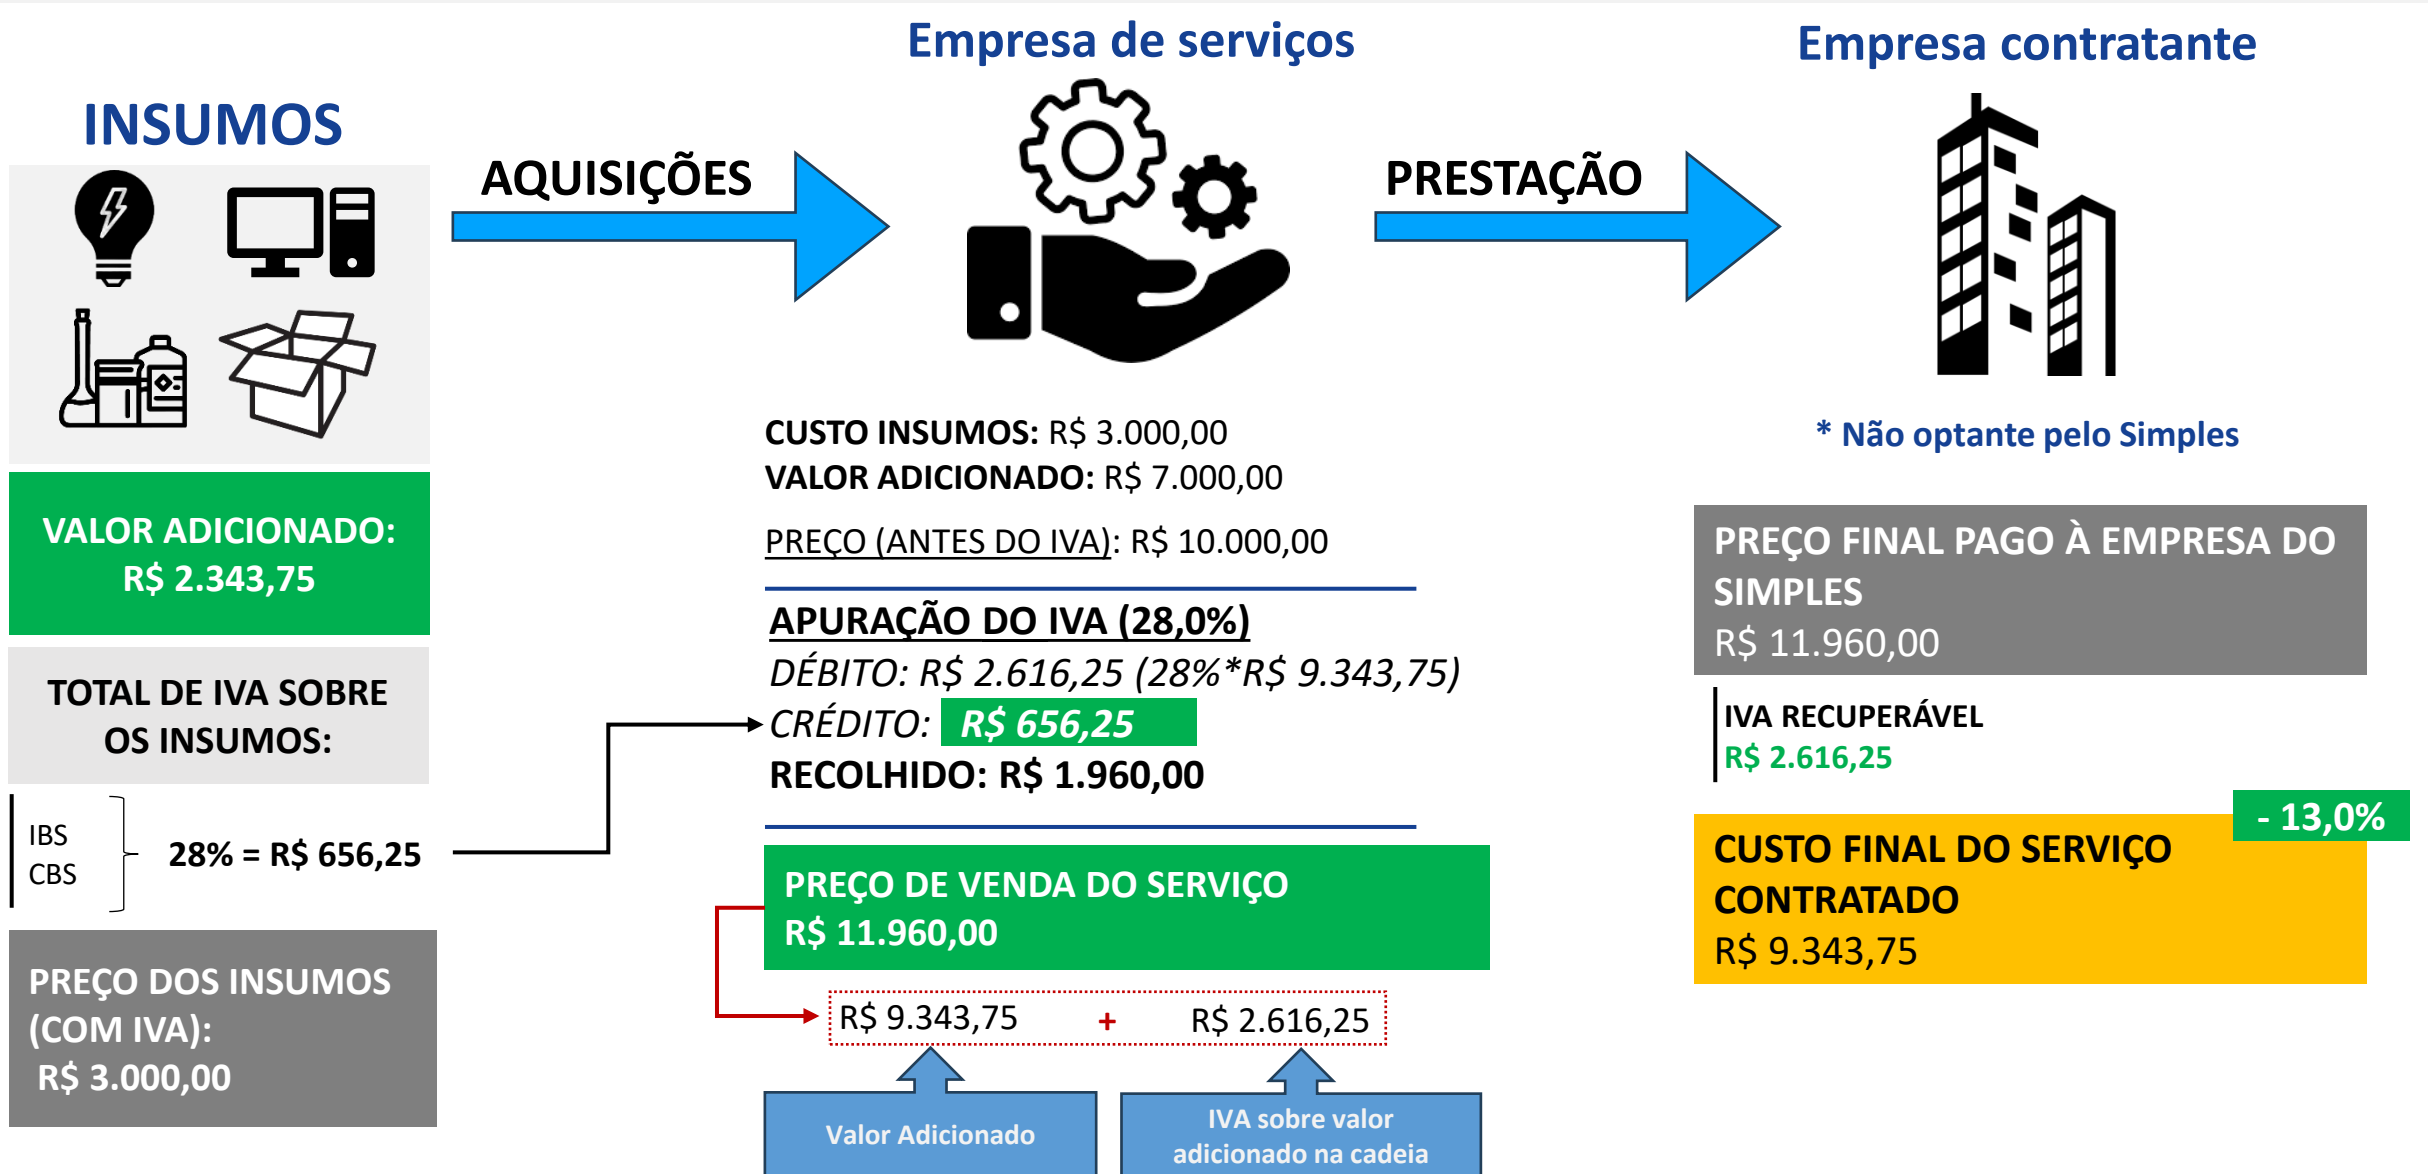 INSUMOS
VALOR ADICIONADO:
R$ 2.343,75
TOTAL DE IVA SOBRE
OS INSUMOS:
IBS
CBS
28% = R$ 656,25
PREÇO DOS INSUMOS
(COM IVA):
R$ 3.000,00
AQUISIÇÕES
Empresa de serviços
CUSTO INSUMOS: R$ 3.000,00
VALOR ADICIONADO: R$ 7.000,00
PREÇO (ANTES DO IVA): R$ 10.000,00
APURAÇÃO DO IVA (28,0%)
DÉBITO: R$ 2.616,25 (28%*R$ 9.343,75)
CRÉDITO: R$ 656,25
RECOLHIDO: R$ 1.960,00
PREÇO DE VENDA DO SERVIÇO
R$ 11.960,00
R$ 9.343,75 + R$ 2.616,25
Valor Adicionado
IVA sobre valor
adicionado na cadeia
PRESTAÇÃO
Empresa contratante
* Não optante pelo Simples
PREÇO FINAL PAGO À EMPRESA DO
SIMPLES
R$ 11.960,00
IVA RECUPERÁVEL
R$ 2.616,25
- 13,0%
CUSTO FINAL DO SERVIÇO
CONTRATADO
R$ 9.343,75